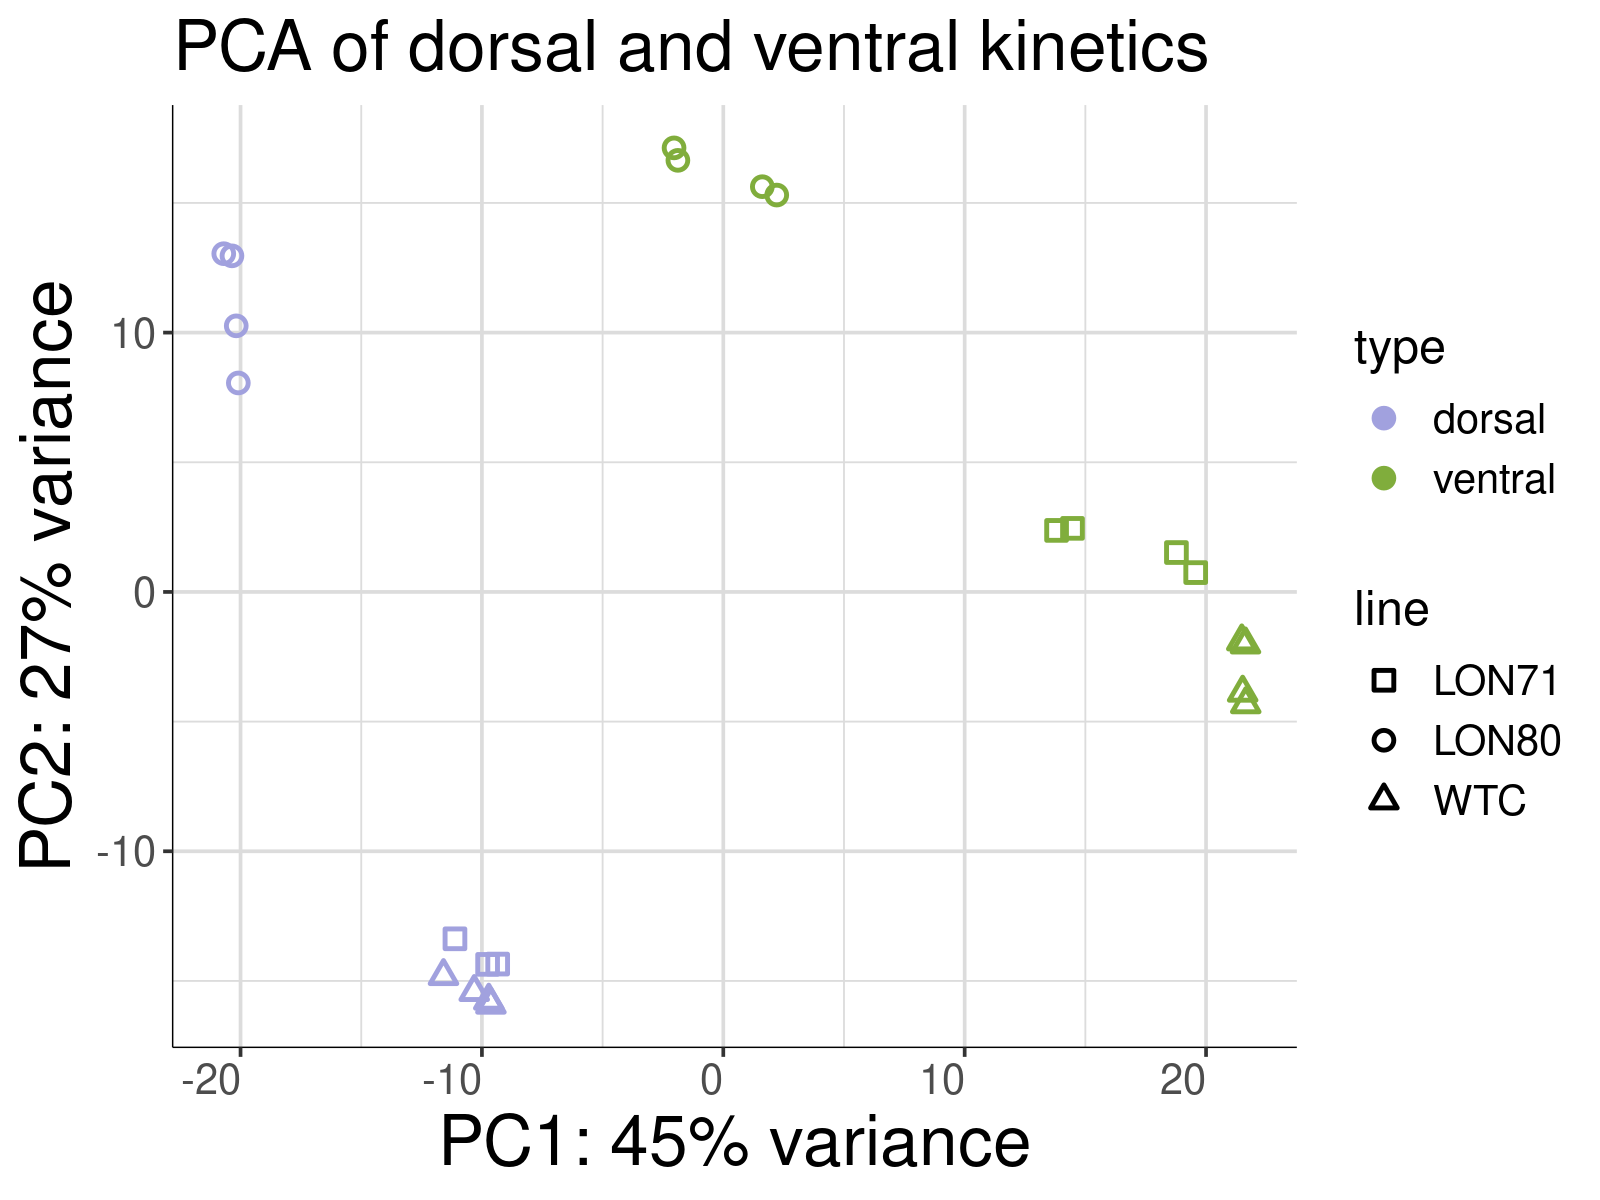 PCA of dorsal and ventral kinetics
PC2: 27% variance
10
0
-10
-20
-10
0
10
20
PC1: 45% variance
type
dorsal
ventral
line
LON71
LON80
WTC